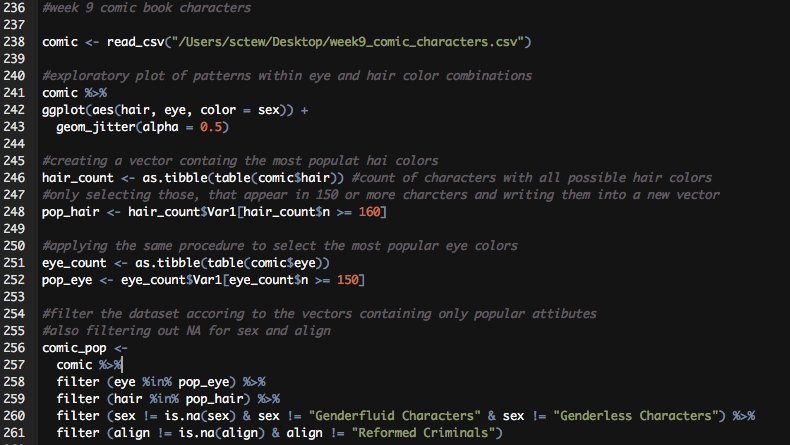 236 #week 9 comic book characters
237
238 comic <- read_csv("/Users/sctew/Desktop/week9_comic_characters.csv")
239
240 #exploratory plot of patterns within eye and hair color combinations
241 comic %>%
242 ggplot(aes(hair, eye, color = sex)) +
243   geom_jitter(alpha = 0.5)
244
245 #creating a vector containg the most populat hai colors
246 hair_count <- as.tibble(table(comic$hair)) #count of characters with all possible hair colors
247 #only selecting those, that appear in 150 or more charcters and writing them into a new vector
248 pop_hair <- hair_count$Var1[hair_count$n >= 160]
249
250 #applying the same procedure to select the most popular eye colors
251 eye_count <- as.tibble(table(comic$eye))
252 pop_eye <- eye_count$Var1[eye_count$n >= 150]
253
254 #filter the dataset accoring to the vectors containing only popular attibutes
255 #also filtering out NA for sex and align
256 comic_pop <-
257   comic %>%
258   filter (eye %in% pop_eye) %>%
259   filter (hair %in% pop_hair) %>%
260   filter (sex != is.na(sex) & sex != "Genderfluid Characters" & sex != "Genderless Characters") %>%
261   filter (align != is.na(align) & align != "Reformed Criminals")